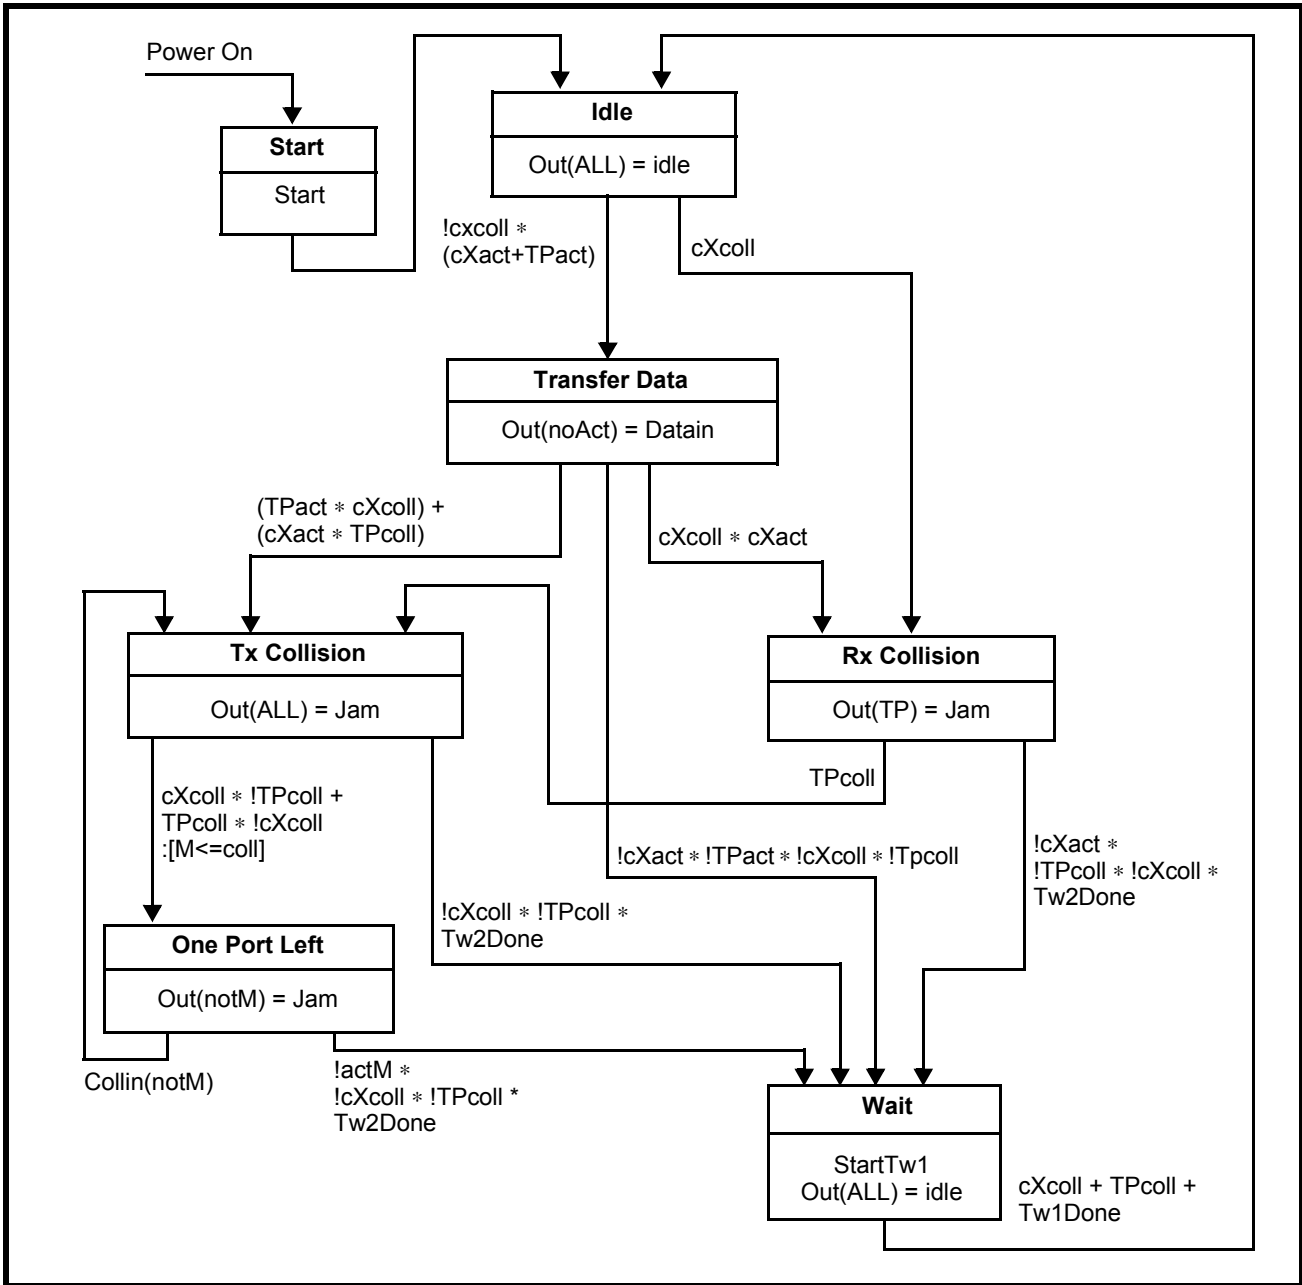 Power On
Start
Start
Idle
Out(ALL) = idle
!cxcoll ∗
(cXact+TPact)
cXcoll
Transfer Data
Out(noAct) = Datain
(TPact ∗ cXcoll) +
(cXact ∗ TPcoll)
cXcoll ∗ cXact
Tx Collision
Out(ALL) = Jam
Rx Collision
Out(TP) = Jam
TPcoll
cXcoll ∗ !TPcoll +
TPcoll ∗ !cXcoll
:[M<=coll]
!cXact ∗ !TPact ∗ !cXcoll ∗ !Tpcoll
!cXact ∗
!TPcoll ∗ !cXcoll ∗
Tw2Done
!cXcoll ∗ !TPcoll ∗
Tw2Done
One Port Left
Out(notM) = Jam
Collin(notM)
!actM ∗
!cXcoll ∗ !TPcoll *
Tw2Done
Wait
StartTw1
Out(ALL) = idle
cXcoll + TPcoll +
Tw1Done